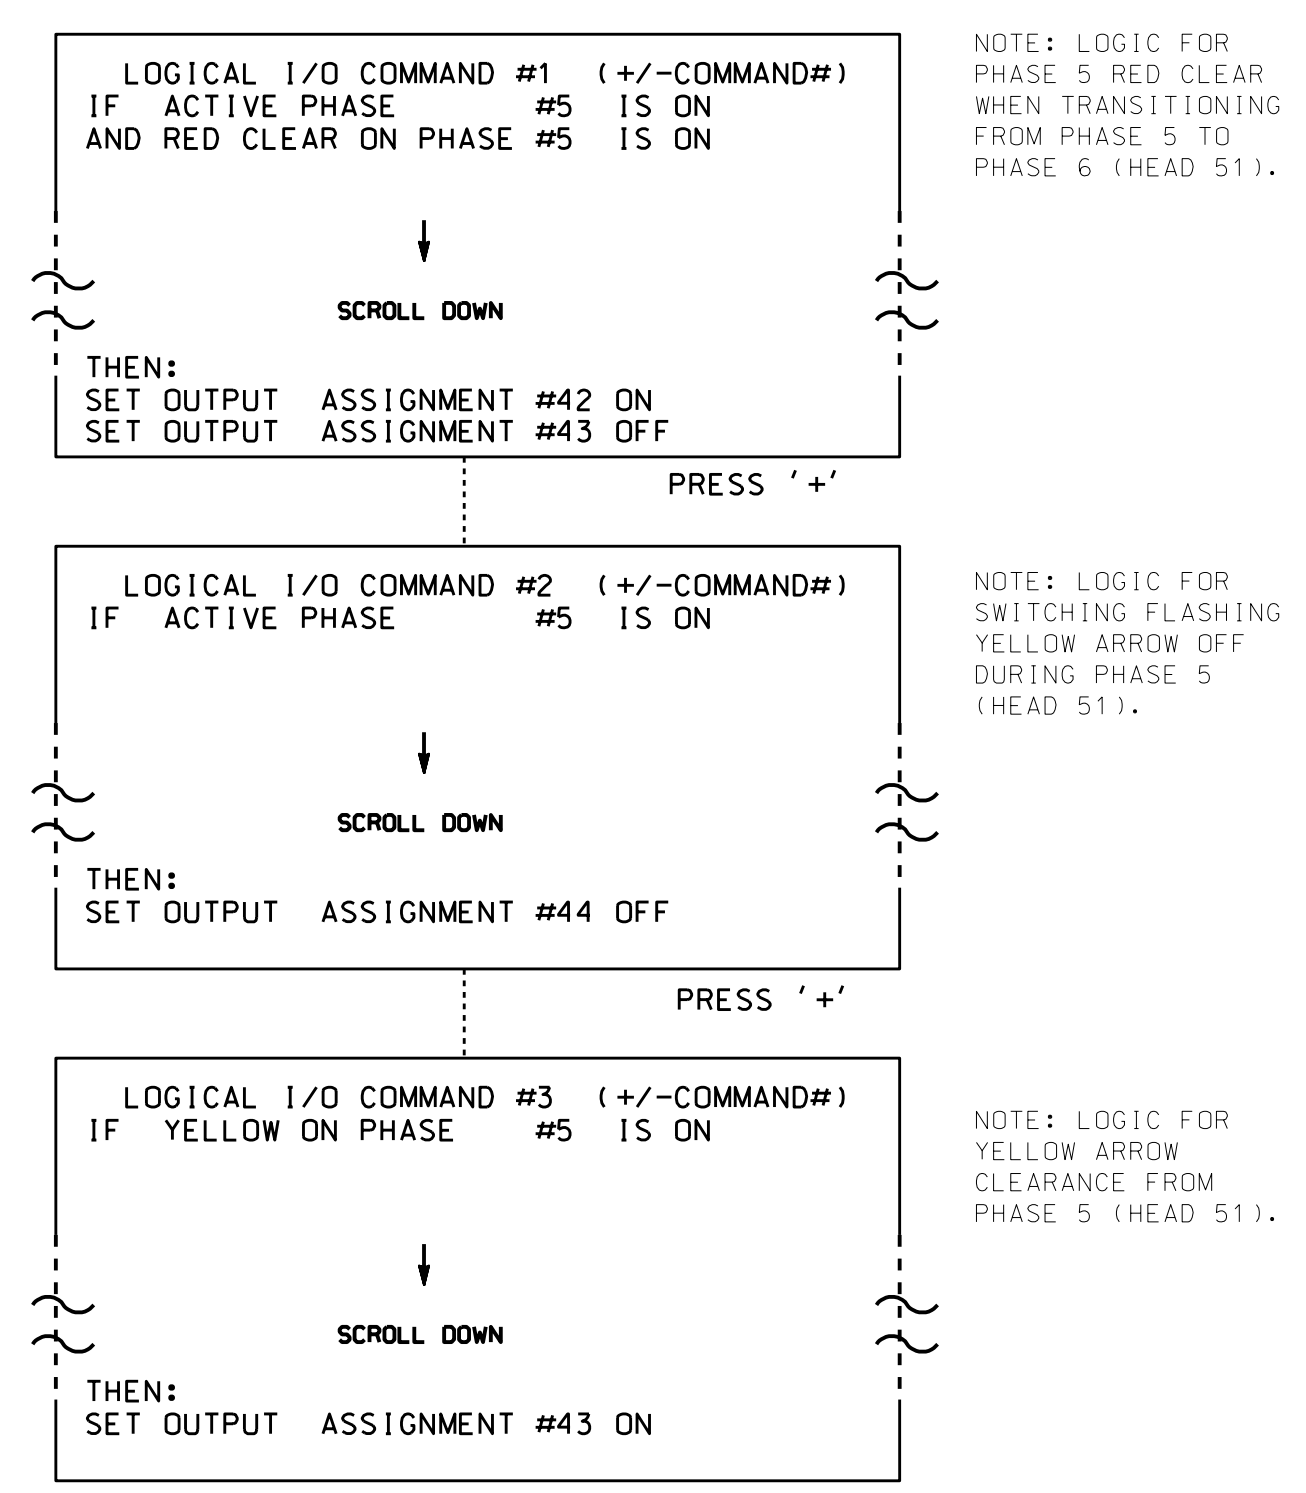 LOGICAL I/O COMMAND #1 (+/-COMMAND#)
IF ACTIVE PHASE #5 IS ON
AND RED CLEAR ON PHASE #5 IS ON
SCROLL DOWN
THEN:
SET OUTPUT ASSIGNMENT #42 ON
SET OUTPUT ASSIGNMENT #43 OFF
NOTE: LOGIC FOR
PHASE 5 RED CLEAR
WHEN TRANSITIONING
FROM PHASE 5 TO
PHASE 6 (HEAD 51).
PRESS '+'
LOGICAL I/O COMMAND #2 (+/-COMMAND#)
IF ACTIVE PHASE #5 IS ON
SCROLL DOWN
THEN:
SET OUTPUT ASSIGNMENT #44 OFF
NOTE: LOGIC FOR
SWITCHING FLASHING
YELLOW ARROW OFF
DURING PHASE 5
(HEAD 51).
PRESS '+'
LOGICAL I/O COMMAND #3 (+/-COMMAND#)
IF YELLOW ON PHASE #5 IS ON
SCROLL DOWN
THEN:
SET OUTPUT ASSIGNMENT #43 ON
NOTE: LOGIC FOR
YELLOW ARROW
CLEARANCE FROM
PHASE 5 (HEAD 51).